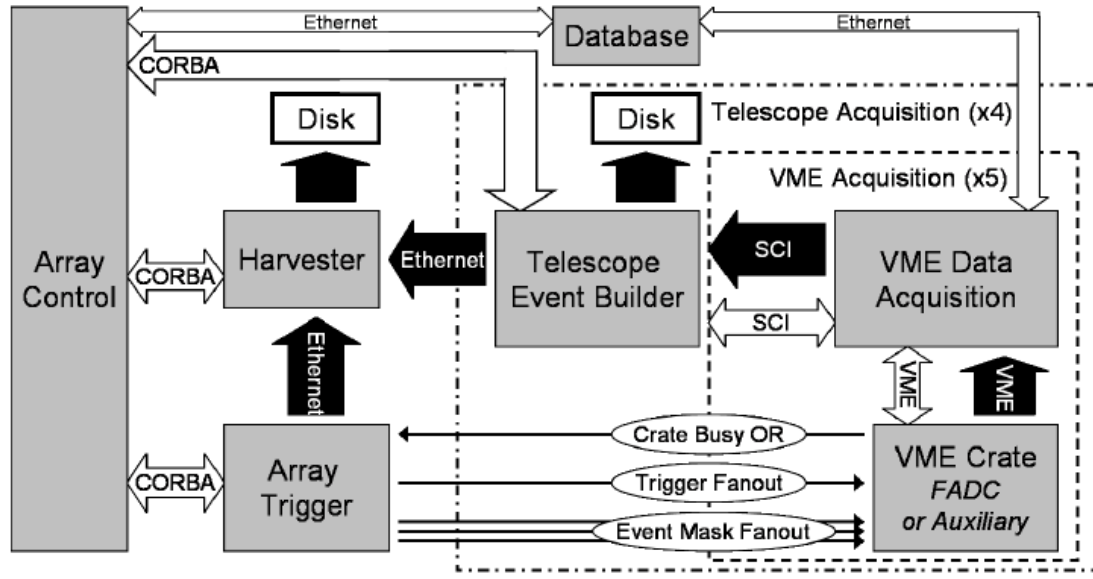 Ethernet
Database
Ethernet
CORBA
Disk
Disk
Telescope Acquisition (x4)
VME Acquisition (x5)
Array
Control
CORBA
Harvester
Ethernet
Telescope
Event Builder
SCI
SCI
VME Data
Acquisition
Ethernet
VME
VME
CORBA
Array
Trigger
Crate Busy OR
Trigger Fanout
Event Mask Fanout
VME Crate
FADC
or Auxiliary